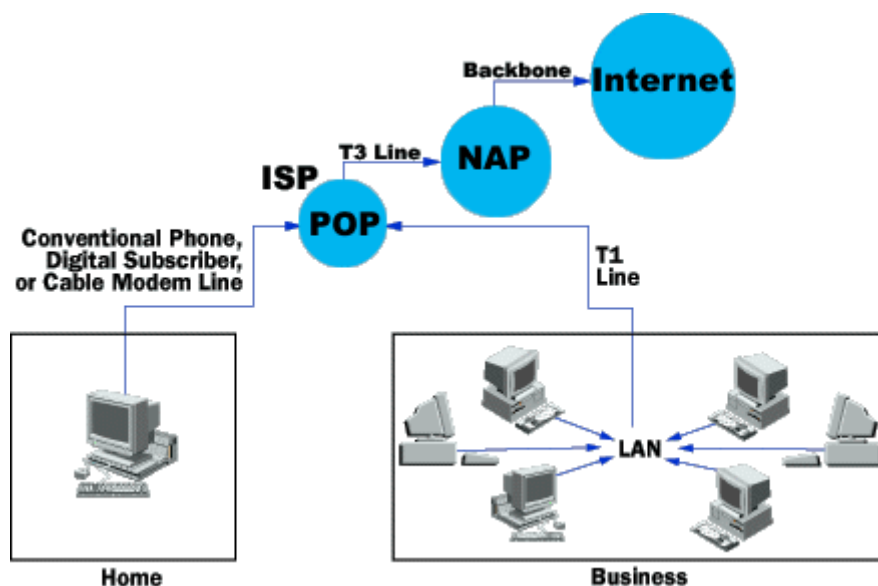 Backbone
Internet
T3 Line
NAP
ISP
POP
Conventional Phone,
Digital Subscriber,
or Cable Modem Line
T1
Line
LAN
Home
Business